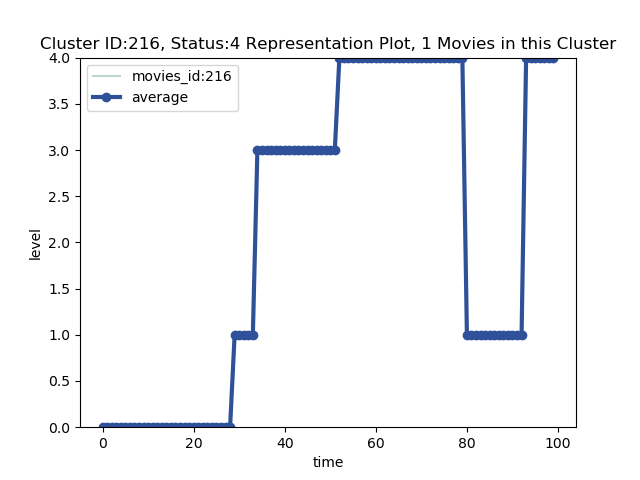 Cluster ID:216, Status:4 Representation Plot, 1 Movies in this Cluster
movies_id:216
average
4.0
3.5
3.0
2.5
2.0
1.5
1.0
0.5
0.0
level
0 20 40 60 80 100
time